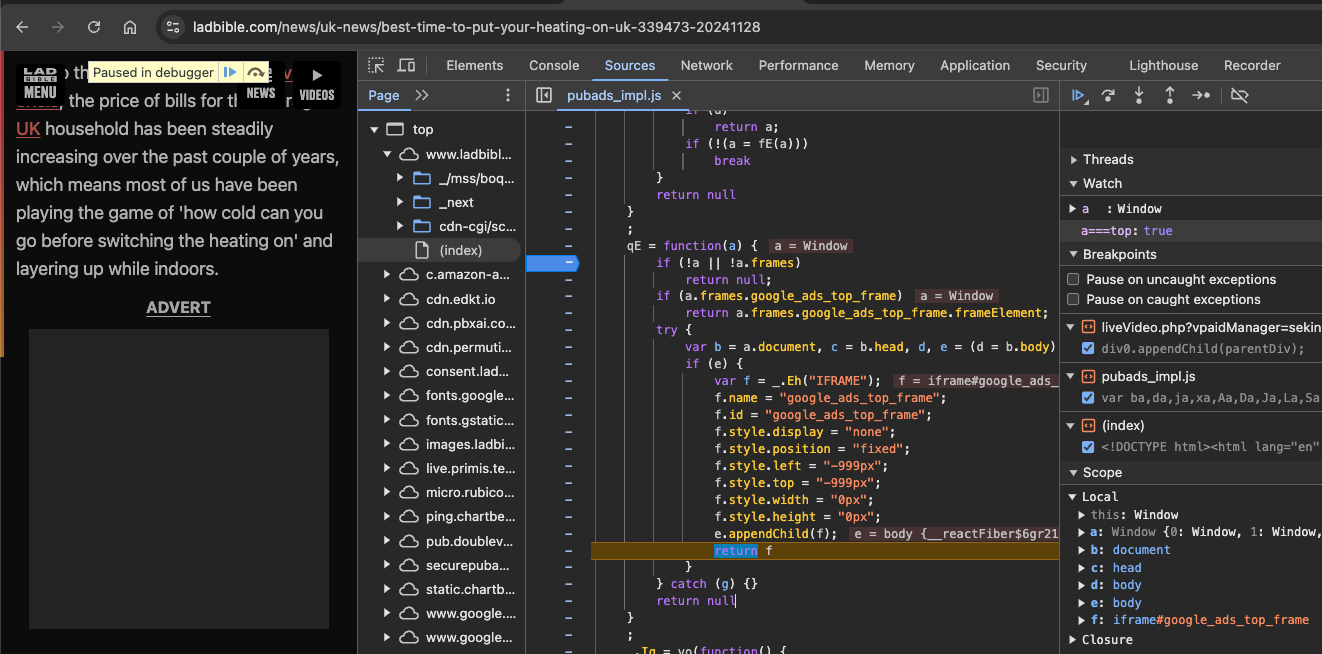 ladbible.com/news/uk-news/best-time-to-put-your-heating-on-uk-339473-20241128
LAD
BIBLE
MENU
Paused in debugger
NEWS
VIDEOS
, the price of bills for the
UK household has been steadily
increasing over the past couple of years,
which means most of us have been
playing the game of 'how cold can you
go before switching the heating on' and
layering up while indoors.
ADVERT
Elements Console Sources Network Performance Memory Application Security Lighthouse Recorder
Page
top
www.ladbibl...
_/mss/boq...
_next
cdn-cgi/sc...
(index)
c.amazon-a...
cdn.edkt.io
cdn.pbxai.co...
cdn.permuti...
consent.lad...
fonts.google...
fonts.gstatic...
images.ladbi...
live.primis.te...
micro.rubico...
ping.chartbe...
pub.doublev...
securepuba...
static.chartb...
www.google....
www.google...
pubads_impl.js ×
if (d)
return a;
if (!(a = fE(a)))
break
}
return null
}
;
qE = function(a) { a = Window
if (!a || !a.frames)
return null;
if (a.frames.google_ads_top_frame) a = Window
return a.frames.google_ads_top_frame.frameElement;
try {
var b = a.document, c = b.head, d, e = (d = b.body)
if (e) {
var f = _.Eh("IFRAME"); f = iframe#google_ads_
f.name = "google_ads_top_frame";
f.id = "google_ads_top_frame";
f.style.display = "none";
f.style.position = "fixed";
f.style.left = "-999px";
f.style.top = "-999px";
f.style.width = "0px";
f.style.height = "0px";
e.appendChild(f); e = body {__reactFiber$6gr21
return f
}
} catch (g) {}
return null
}
;
_.Ig = vo(function() {
Threads
Watch
a : Window
a===top: true
Breakpoints
Pause on uncaught exceptions
Pause on caught exceptions
liveVideo.php?vpaidManager=sekin
div0.appendChild(parentDiv);
pubads_impl.js
var ba,da,ja,xa,Aa,Da,Ja,La,Sa
(index)
<!DOCTYPE html><html lang="en"
Scope
Local
this: Window
a: Window {0: Window, 1: Window,
b: document
c: head
d: body
e: body
f: iframe#google_ads_top_frame
Closure